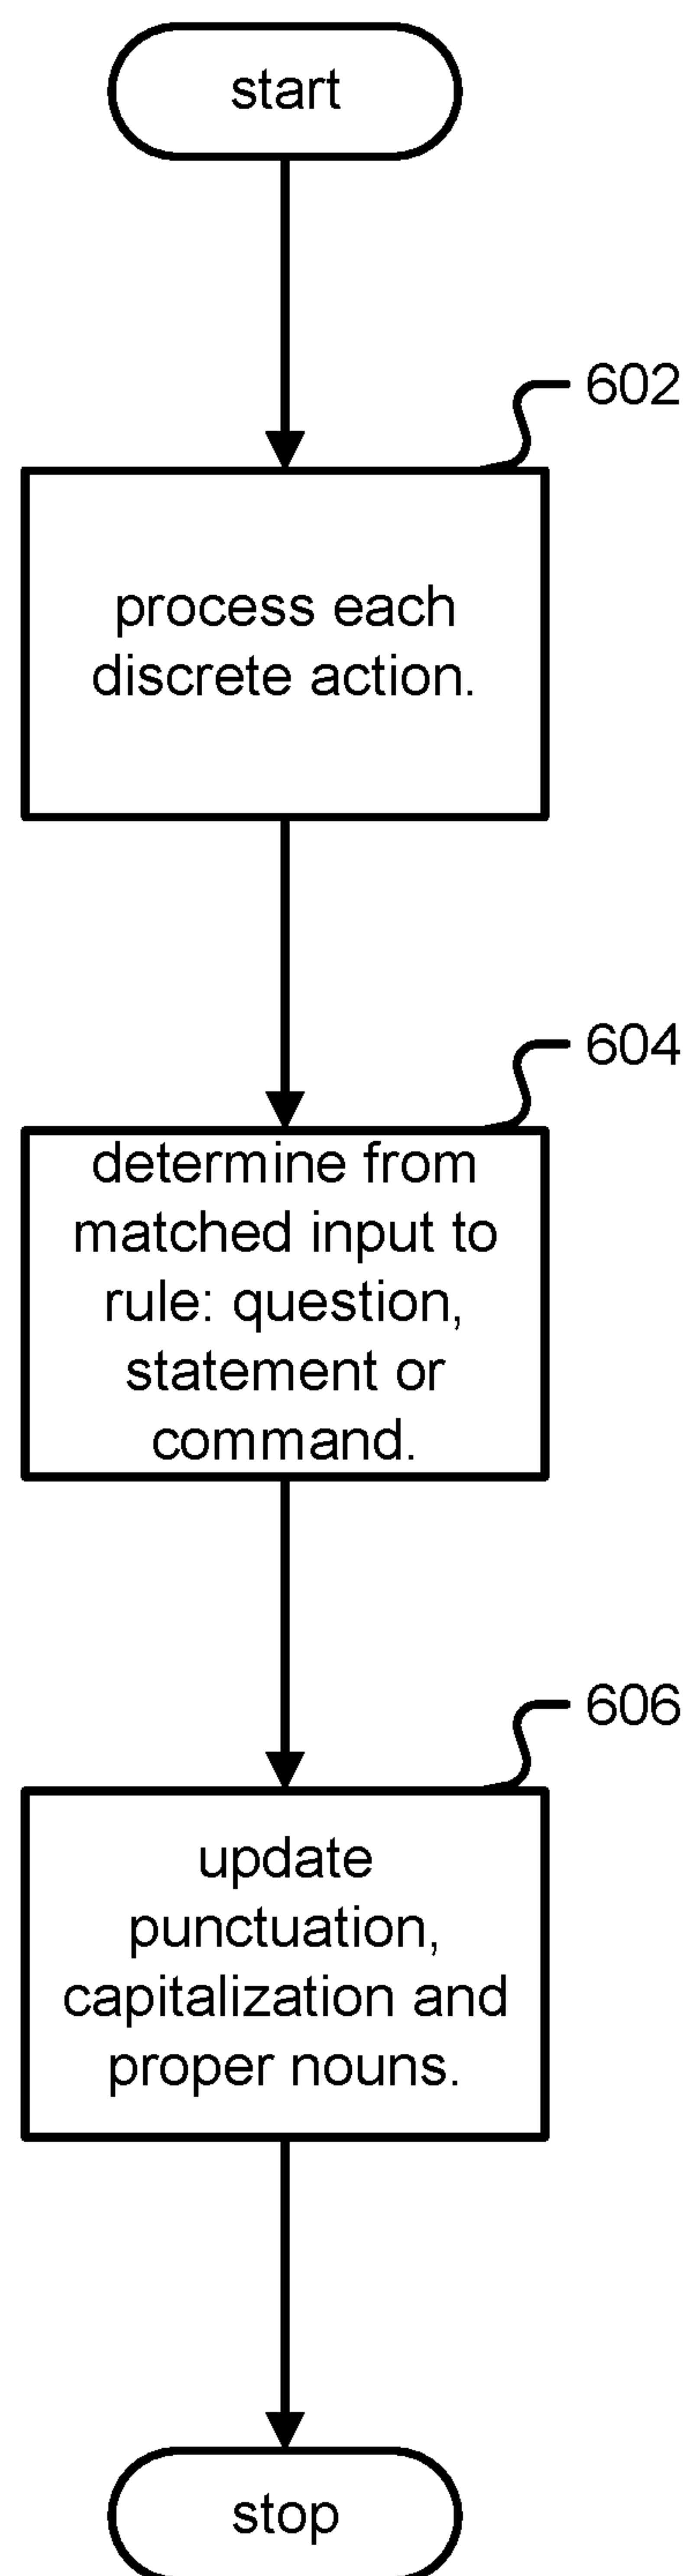 start
602
process each
discrete action.
604
determine from
matched input to
rule: question,
statement or
command.
606
update
punctuation,
capitalization and
proper nouns.
stop